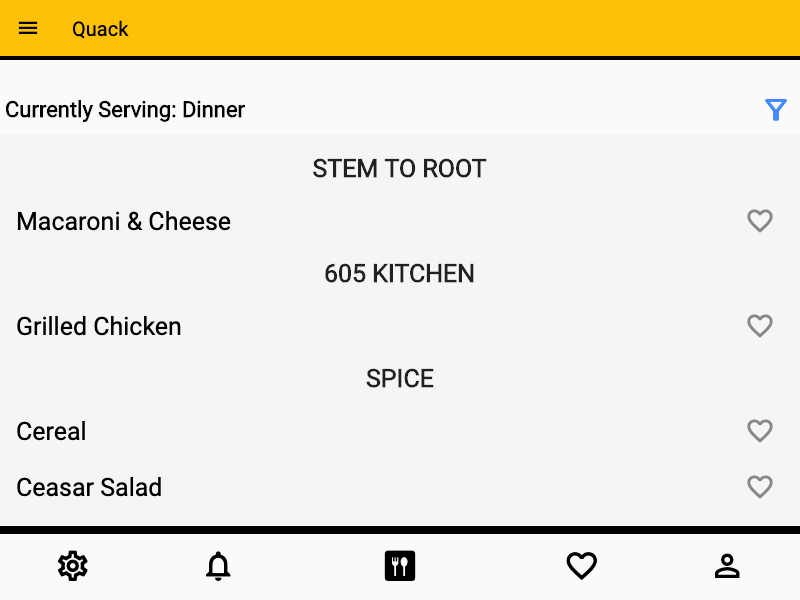 Quack
Currently Serving: Dinner
STEM TO ROOT
Macaroni & Cheese
605 KITCHEN
Grilled Chicken
SPICE
Cereal
Ceasar Salad